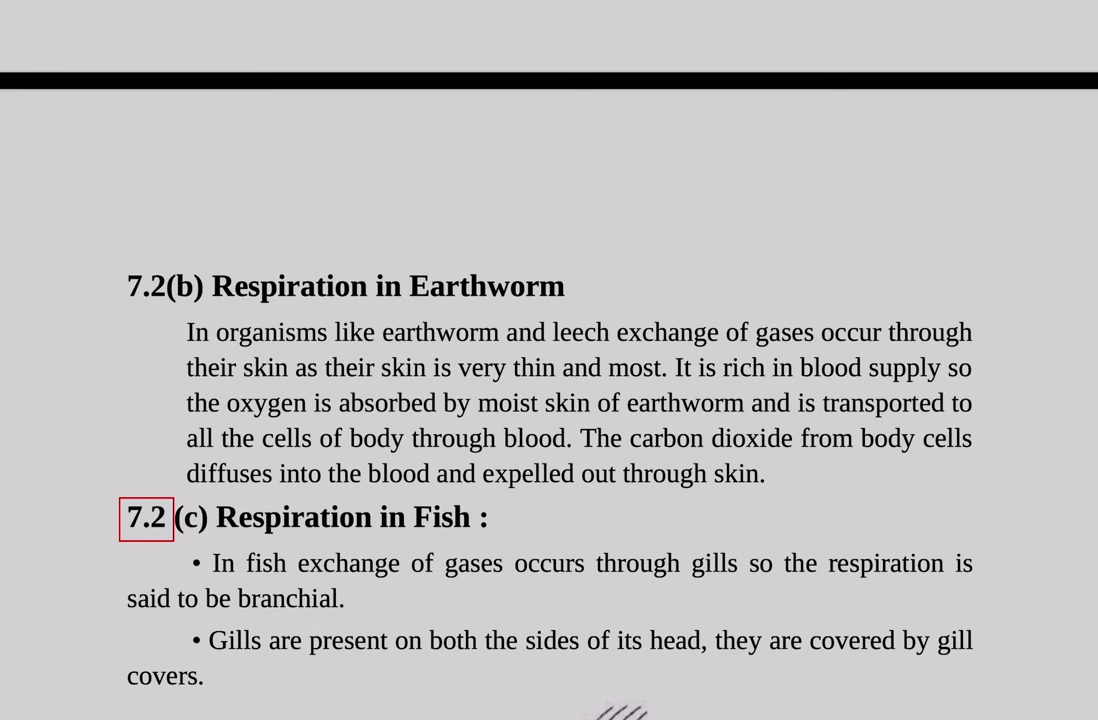 7.2(b) Respiration in Earthworm
In organisms like earthworm and leech exchange of gases occur through
their skin as their skin is very thin and most. It is rich in blood supply so
the oxygen is absorbed by moist skin of earthworm and is transported to
all the cells of body through blood. The carbon dioxide from body cells
diffuses into the blood and expelled out through skin.
7.2 (c) Respiration in Fish :
• In fish exchange of gases occurs through gills so the respiration is
said to be branchial.
• Gills are present on both the sides of its head, they are covered by gill
covers.